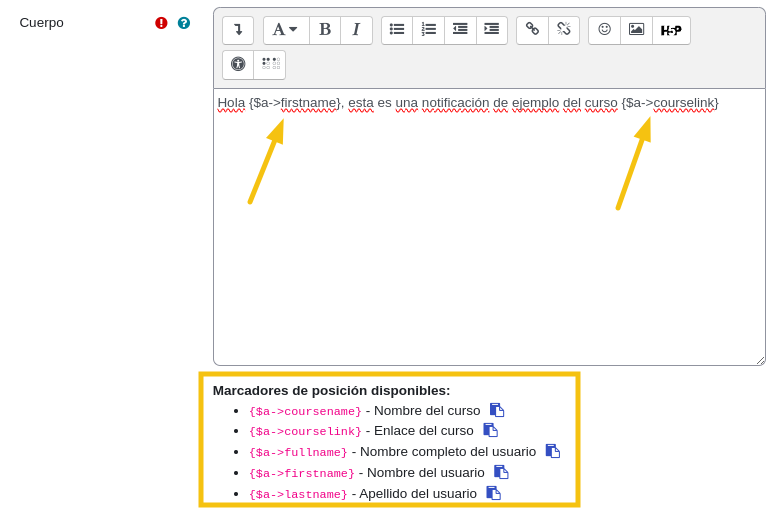 Cuerpo
A B I H5P
Hola {$a->firstname}, esta es una notificación de ejemplo del curso {$a->courselink}
Marcadores de posición disponibles:
{$a->coursename} - Nombre del curso
{$a->courselink} - Enlace del curso
{$a->fullname} - Nombre completo del usuario
{$a->firstname} - Nombre del usuario
{$a->lastname} - Apellido del usuario